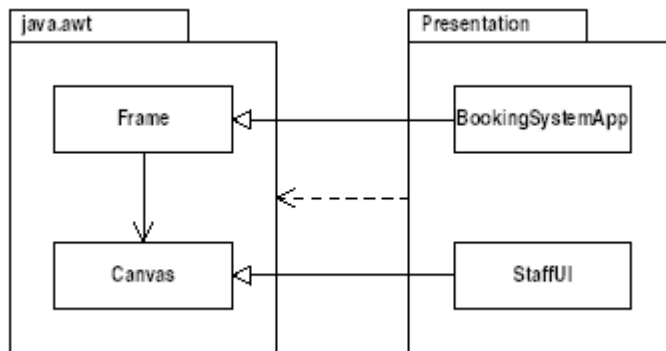 java.awt
Presentation
Frame
BookingSystemApp
Canvas
StaffUI